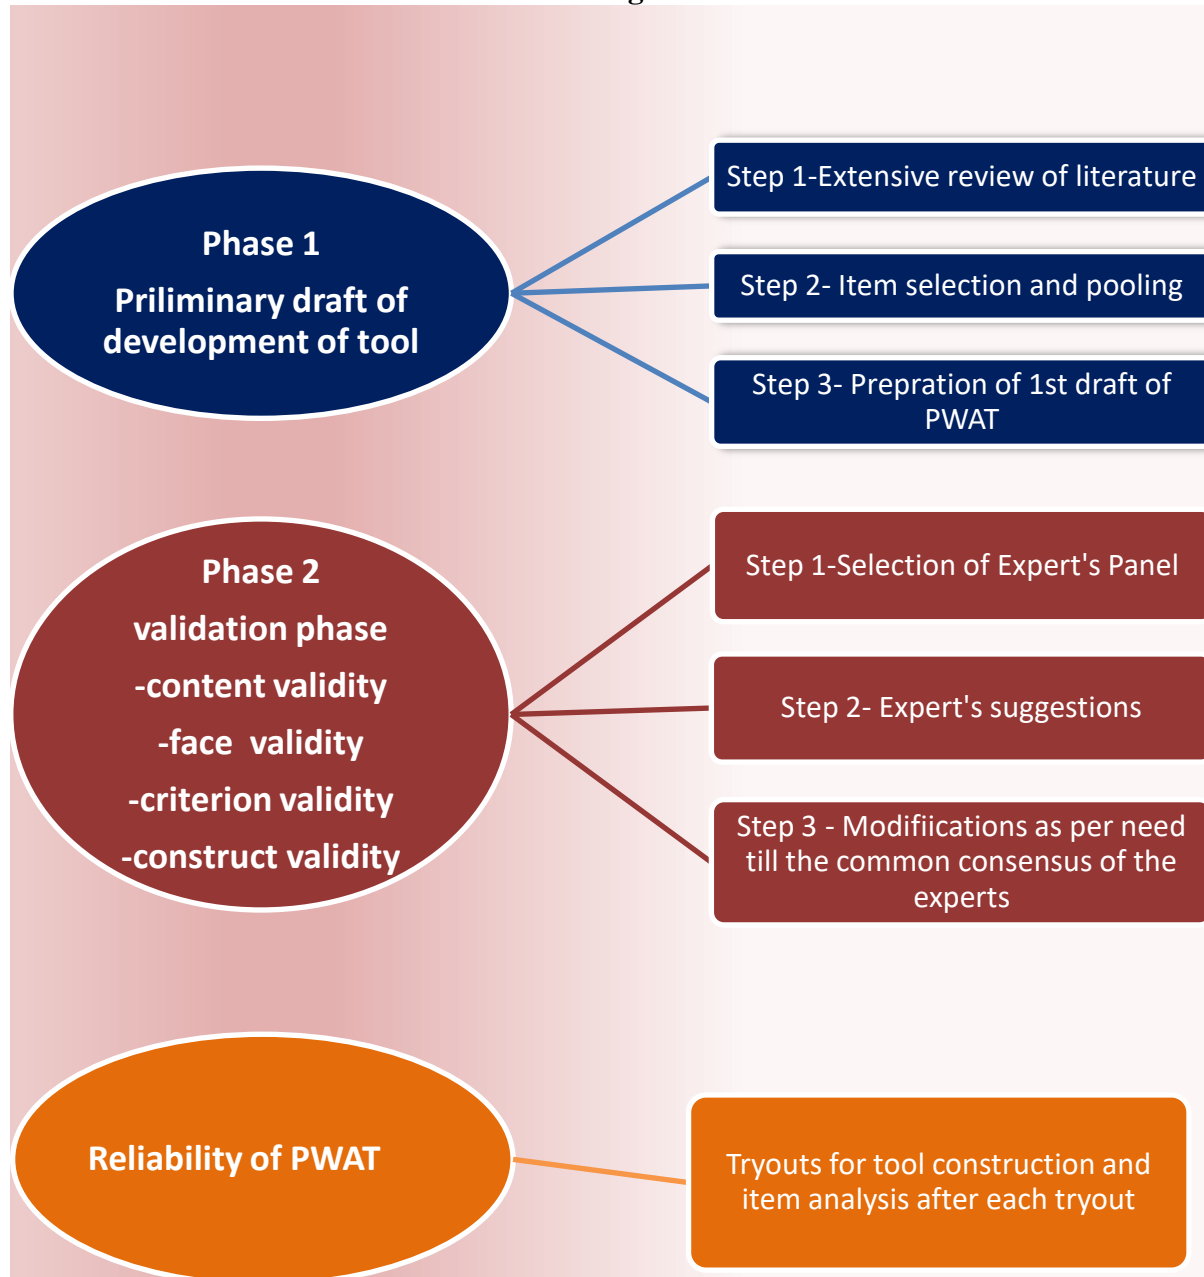 Phase 1
Priliminary draft of
development of tool
Step 1-Extensive review of literature
Step 2- Item selection and pooling
Step 3- Prepration of 1st draft of
PWAT
Phase 2
validation phase
-content validity
-face validity
-criterion validity
-construct validity
Step 1-Selection of Expert's Panel
Step 2- Expert's suggestions
Step 3 - Modifiications as per need
till the common consensus of the
experts
Reliability of PWAT
Tryouts for tool construction and
item analysis after each tryout